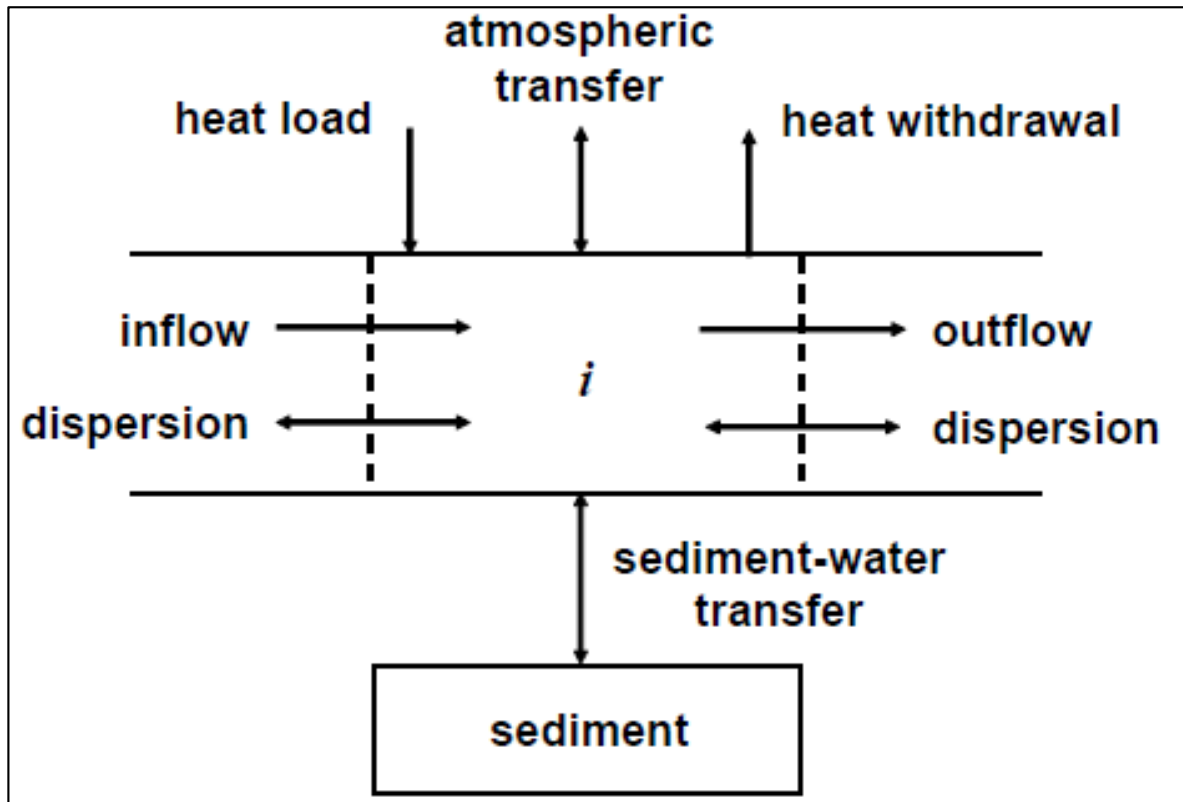 atmospheric
transfer
heat load
heat withdrawal
inflow
outflow
i
dispersion
dispersion
sediment-water
transfer
sediment